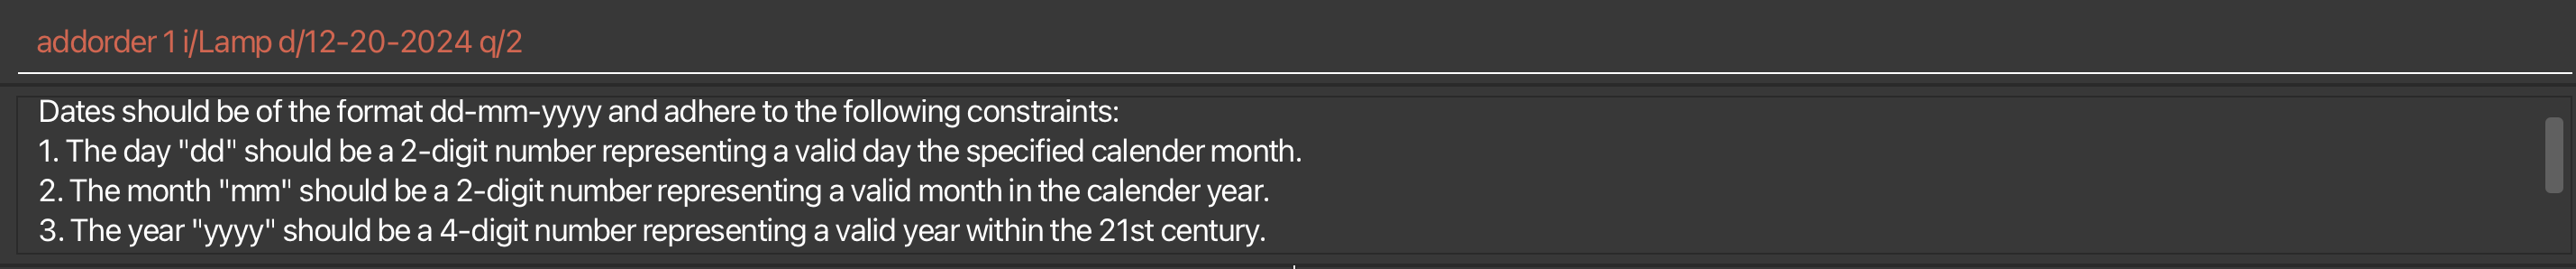 addorder 1 i/Lamp d/12-20-2024 q/2
Dates should be of the format dd-mm-yyyy and adhere to the following constraints:
1. The day "dd" should be a 2-digit number representing a valid day the specified calender month.
2. The month "mm" should be a 2-digit number representing a valid month in the calender year.
3. The year "yyyy" should be a 4-digit number representing a valid year within the 21st century.